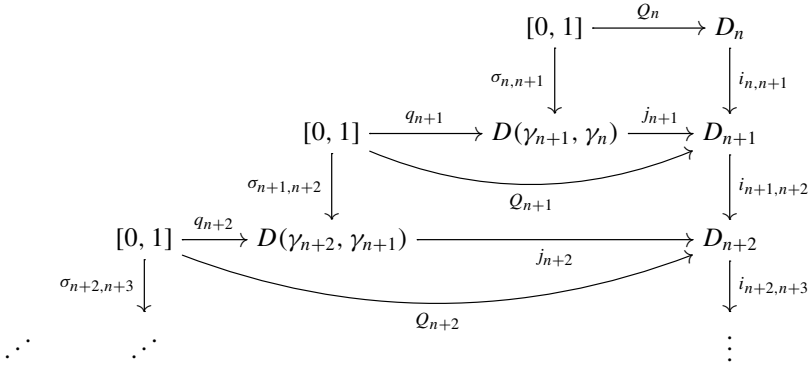 [0, 1] Q_n D_n
σ_{n,n+1} i_{n,n+1}
[0, 1] q_{n+1} D(γ_{n+1}, γ_n) j_{n+1} D_{n+1}
σ_{n+1,n+2} Q_{n+1} i_{n+1,n+2}
[0, 1] q_{n+2} D(γ_{n+2}, γ_{n+1}) j_{n+2} D_{n+2}
σ_{n+2,n+3} Q_{n+2} i_{n+2,n+3}
⋰ ⋰ ⋮